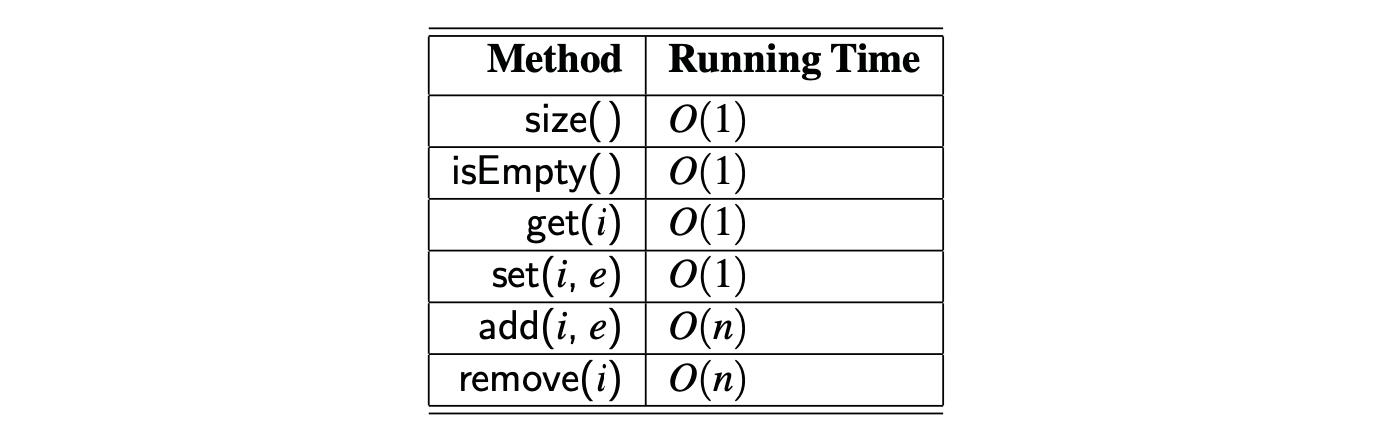 Method Running Time
size() O(1)
isEmpty() O(1)
get(i) O(1)
set(i, e) O(1)
add(i, e) O(n)
remove(i) O(n)